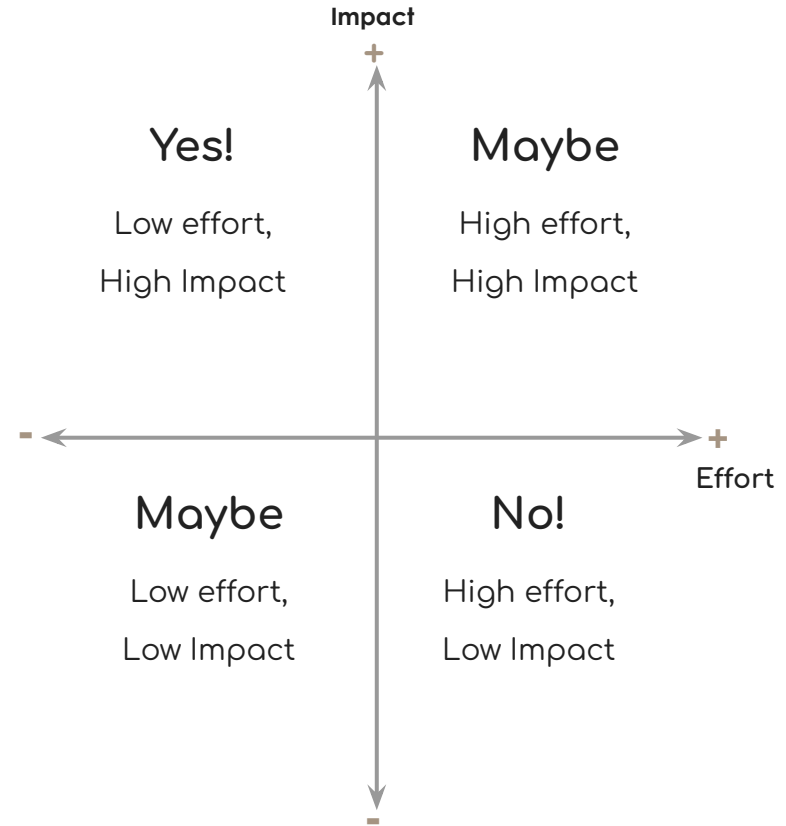 Impact
+
Yes!
Low effort,
High Impact
Maybe
High effort,
High Impact
-
+
Effort
Maybe
Low effort,
Low Impact
No!
High effort,
Low Impact
-